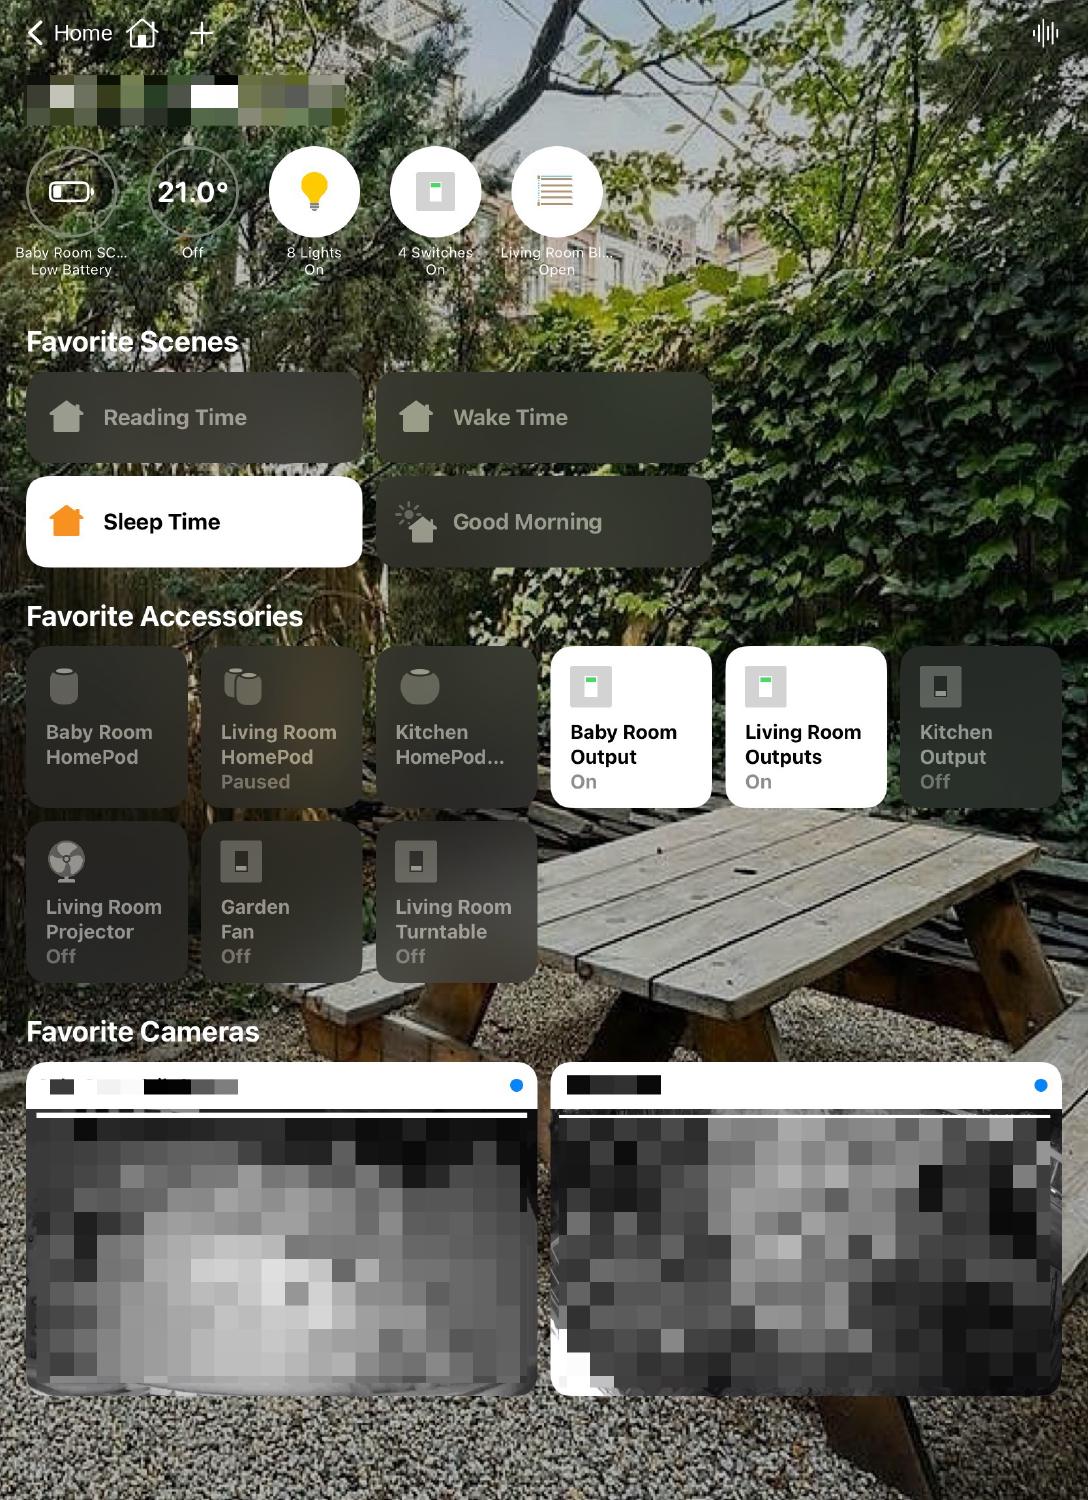 Home
21.0°
Baby Room SC...
Low Battery
Off
8 Lights
On
4 Switches
On
Living Room Bl...
Open
Favorite Scenes
Reading Time
Wake Time
Sleep Time
Good Morning
Favorite Accessories
Baby Room
HomePod
Living Room
HomePod
Paused
Kitchen
HomePod...
Baby Room
Output
On
Living Room
Outputs
On
Kitchen
Output
Off
Living Room
Projector
Off
Garden
Fan
Off
Living Room
Turntable
Off
Favorite Cameras